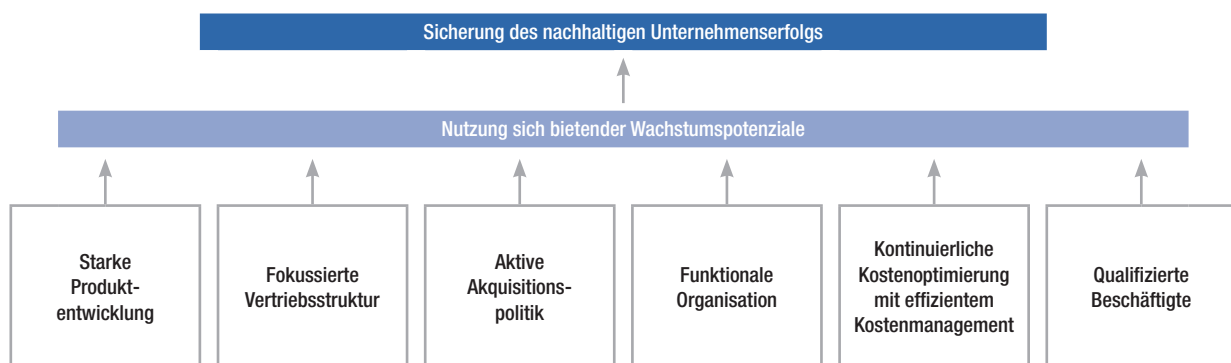 Sicherung des nachhaltigen Unternehmenserfolgs
Nutzung sich bietender Wachstumspotenziale
Starke
Produkt-
entwicklung
Fokussierte
Vertriebsstruktur
Aktive
Akquisitions-
politik
Funktionale
Organisation
Kontinuierliche
Kostenoptimierung
mit effizientem
Kostenmanagement
Qualifizierte
Beschäftigte